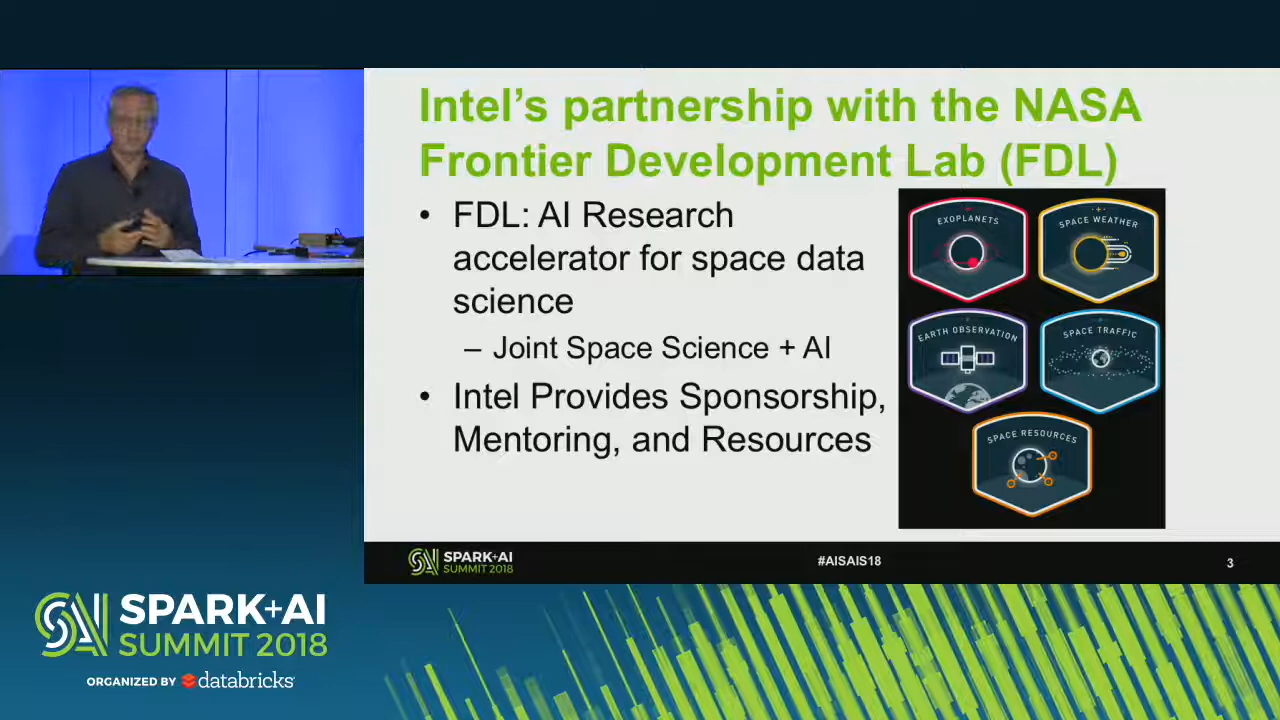 Intel's partnership with the NASA
Frontier Development Lab (FDL)
• FDL: AI Research
accelerator for space data
science
– Joint Space Science + AI
• Intel Provides Sponsorship,
Mentoring, and Resources
EXOPLANETS
SPACE WEATHER
EARTH OBSERVATION
SPACE TRAFFIC
SPACE RESOURCES
SPARK+AI
SUMMIT 2018
#AISAIS18
3
SPARK+AI
SUMMIT 2018
ORGANIZED BY databricks